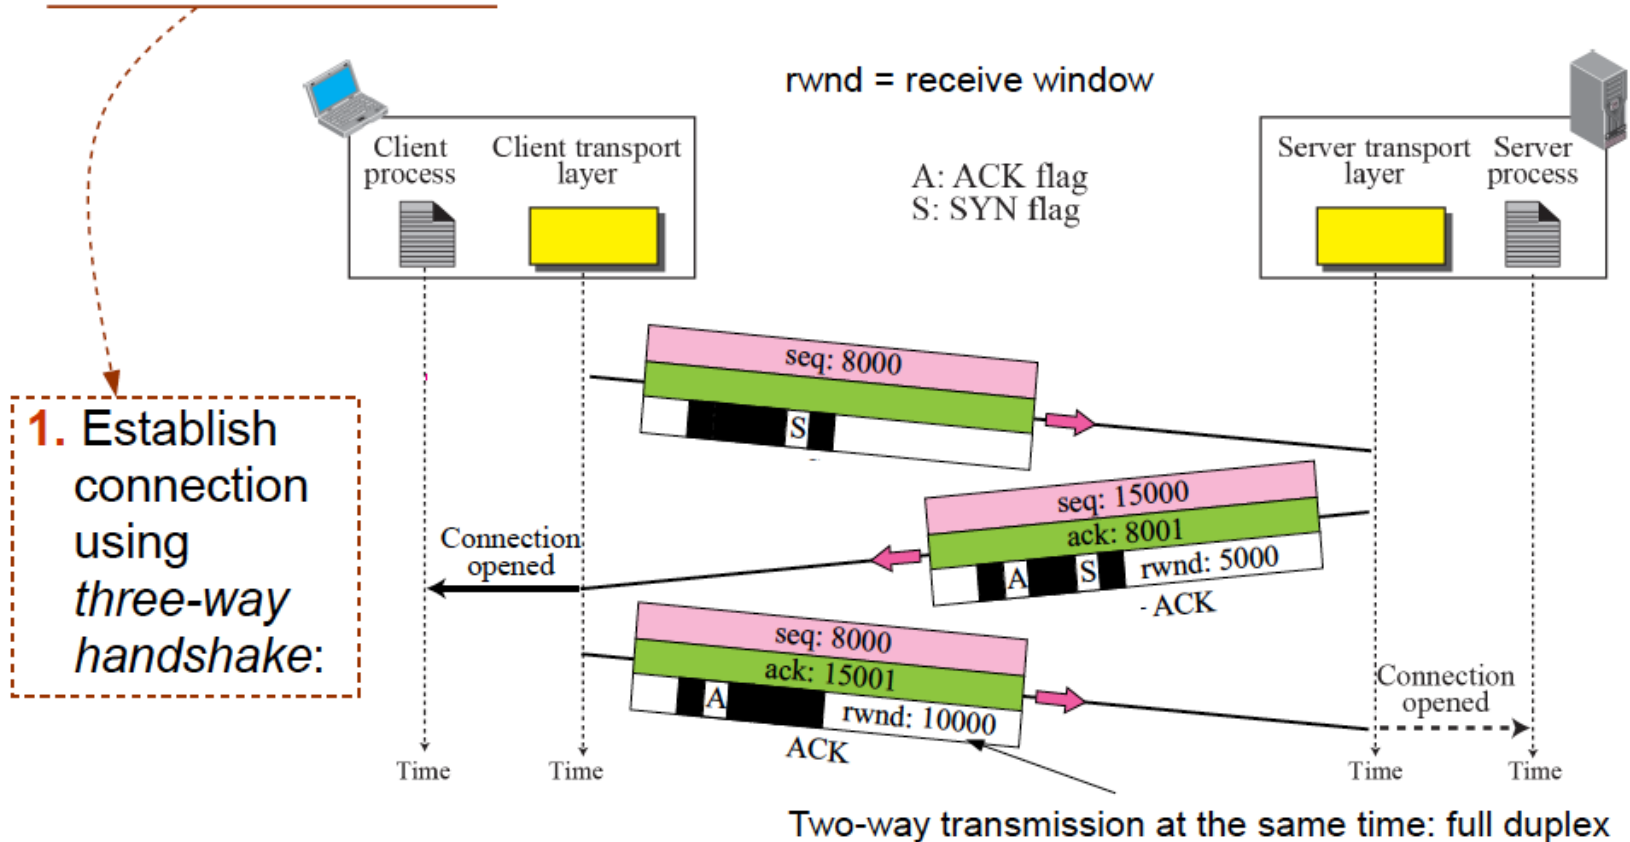 rwnd = receive window
Client
process
Client transport
layer
A: ACK flag
S: SYN flag
Server transport
layer
Server
process
seq: 8000
S
1. Establish
connection
using
three-way
handshake:
seq: 15000
ack: 8001
A
S
rwnd: 5000
- ACK
Connection
opened
seq: 8000
ack: 15001
A
rwnd: 10000
ACK
Connection
opened
Time
Time
Time
Time
Two-way transmission at the same time: full duplex